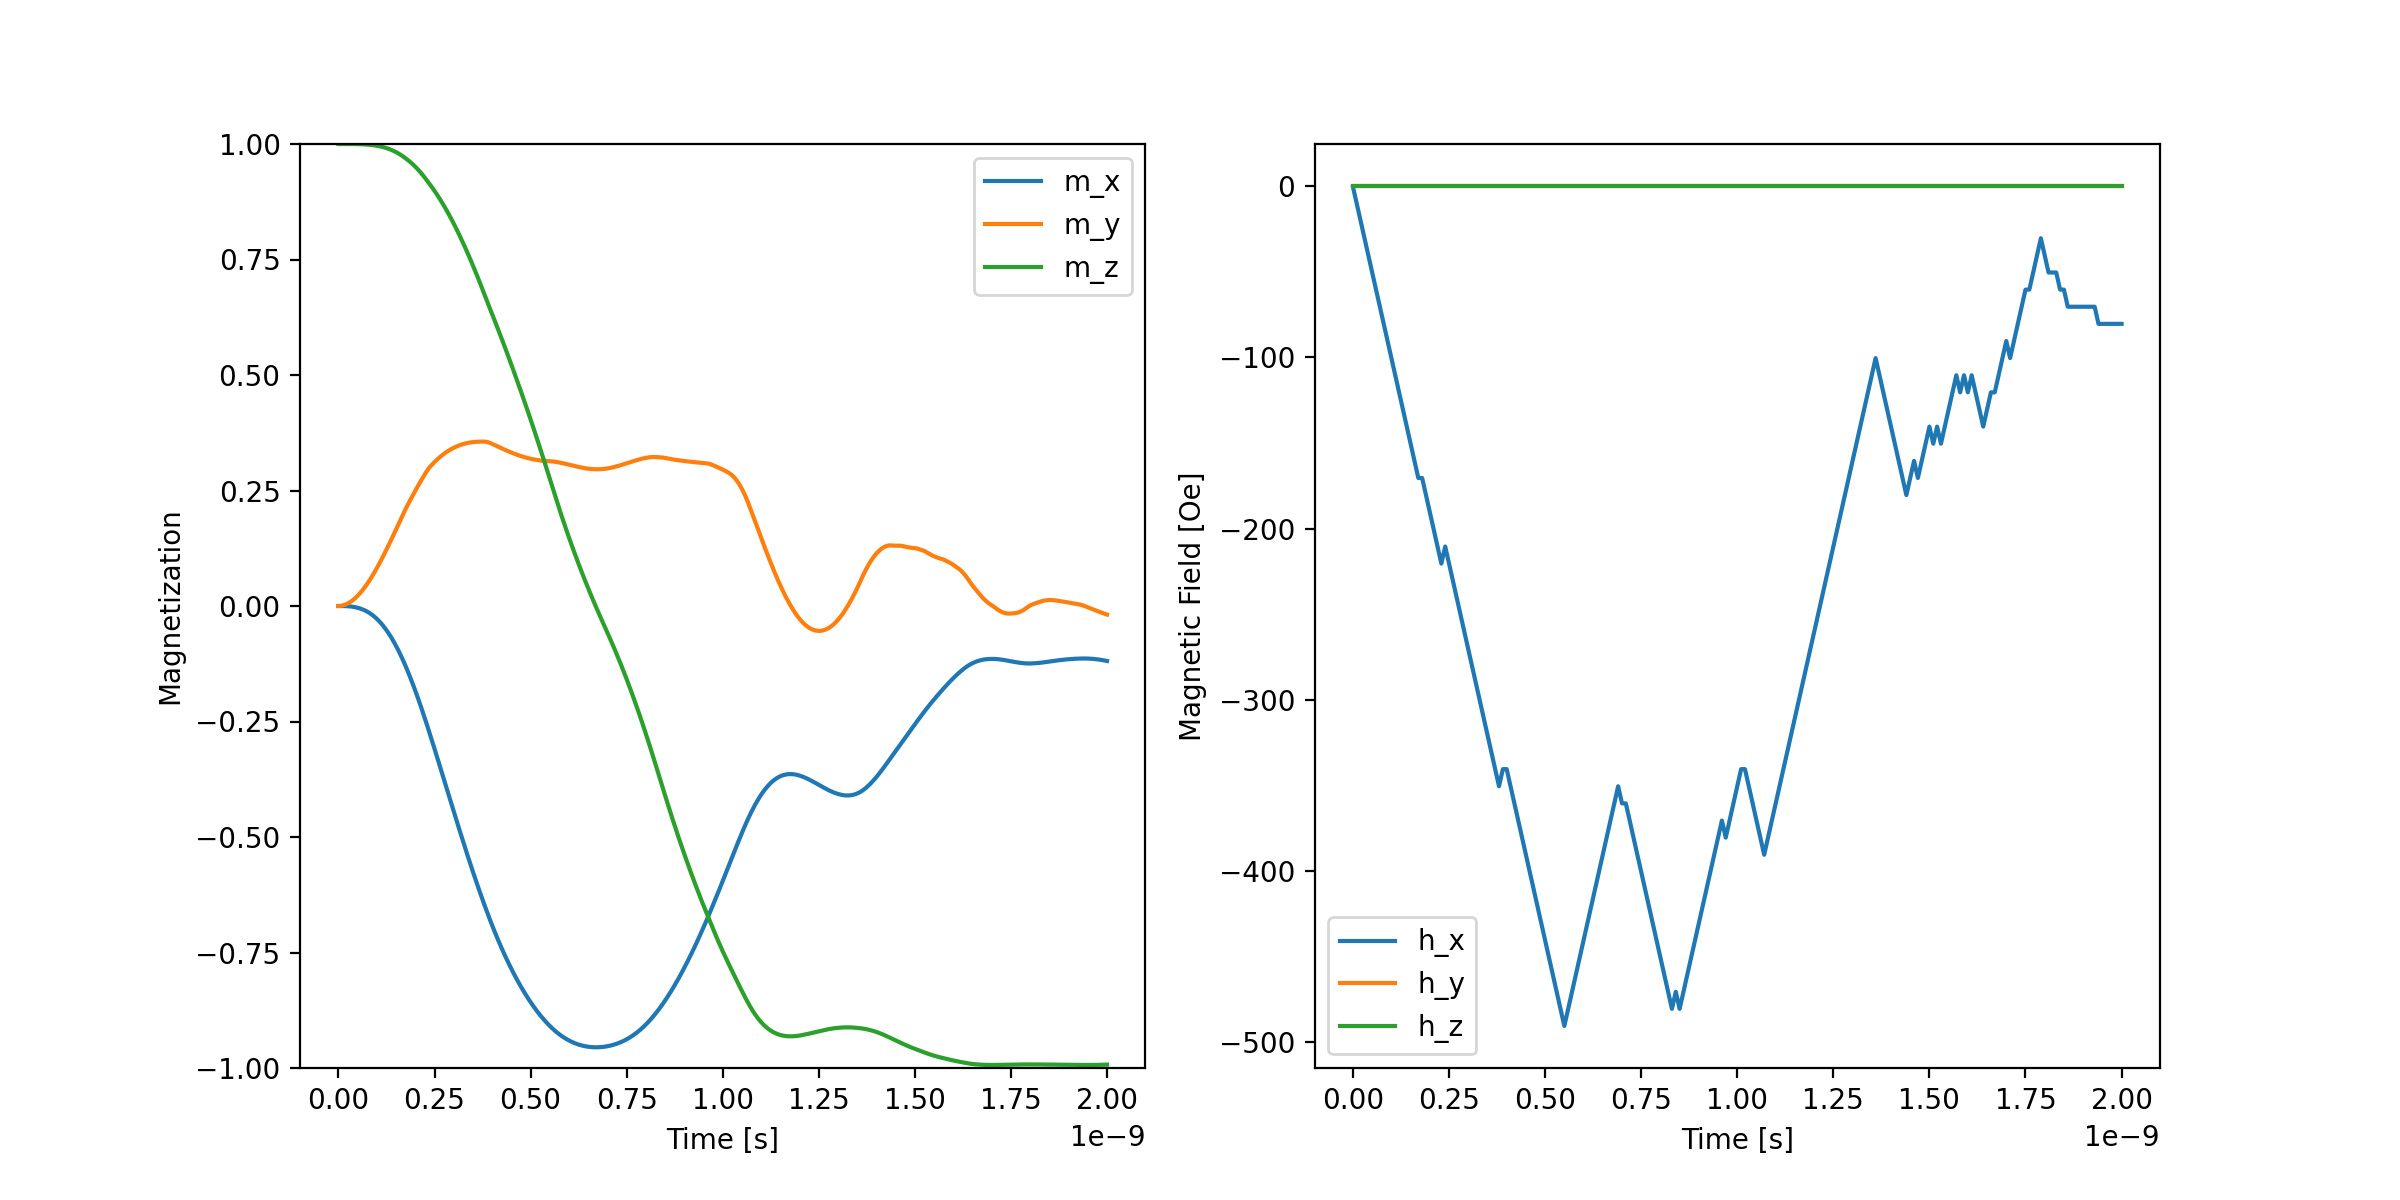 Magnetization
1.00
0.75
0.50
0.25
0.00
−0.25
−0.50
−0.75
−1.00
m_x
m_y
m_z
0.00 0.25 0.50 0.75 1.00 1.25 1.50 1.75 2.00
Time [s]
1e−9
Magnetic Field [Oe]
0
−100
−200
−300
−400
−500
h_x
h_y
h_z
0.00 0.25 0.50 0.75 1.00 1.25 1.50 1.75 2.00
Time [s]
1e−9